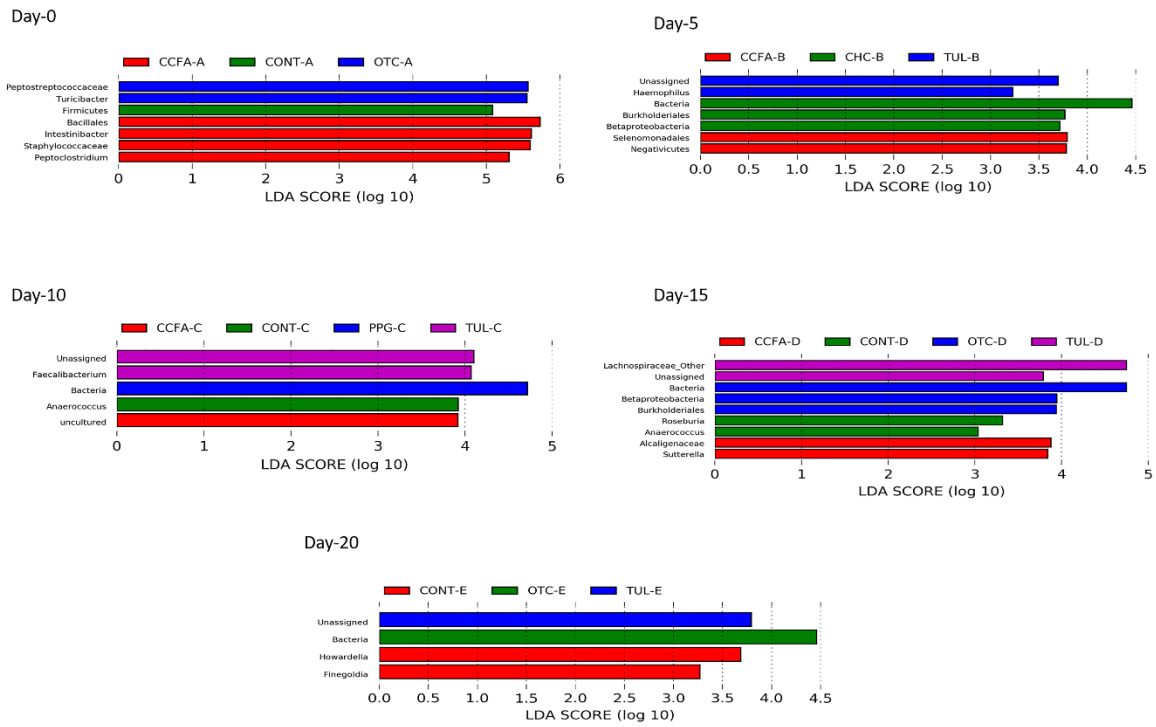 Day-0
CCFA-A CONT-A OTC-A
Peptostreptococcaceae
Turicibacter
Firmicutes
Bacillales
Intestinibacter
Staphylococcaceae
Peptoclostridium
0 1 2 3 4 5 6
LDA SCORE (log 10)
Day-5
CCFA-B CHC-B TUL-B
Unassigned
Haemophilus
Bacteria
Burkholderiales
Betaproteobacteria
Selenomonadales
Negativicutes
0.0 0.5 1.0 1.5 2.0 2.5 3.0 3.5 4.0 4.5
LDA SCORE (log 10)
Day-10
CCFA-C CONT-C PPG-C TUL-C
Unassigned
Faecalibacterium
Bacteria
Anaerococcus
uncultured
0 1 2 3 4 5
LDA SCORE (log 10)
Day-15
CCFA-D CONT-D OTC-D TUL-D
Lachnospiraceae_Other
Unassigned
Bacteria
Betaproteobacteria
Burkholderiales
Roseburia
Anaerococcus
Alcaligenaceae
Sutterella
0 1 2 3 4 5
LDA SCORE (log 10)
Day-20
CONT-E OTC-E TUL-E
Unassigned
Bacteria
Howardella
Finegoldia
0.0 0.5 1.0 1.5 2.0 2.5 3.0 3.5 4.0 4.5
LDA SCORE (log 10)